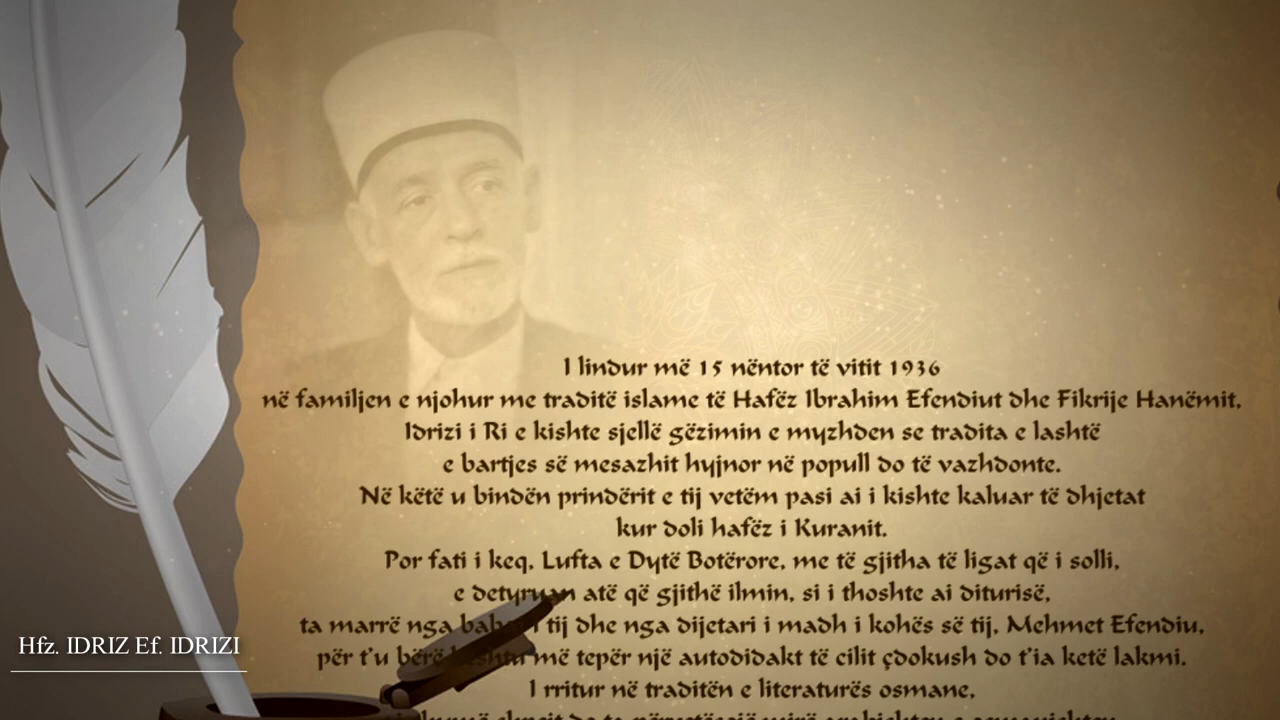 I lindur më 15 nëntor të vitit 1936
në familjen e njohur me traditë islame të Hafëz Ibrahim Efendiut dhe Fikrije Hanëmit,
Idrizi i Ri e kishte sjellë gëzimin e myzhden se tradita e lashtë
e bartjes së mesazhit hyjnor në popull do të vazhdonte.
Në këtë u bindën prindërit e tij vetëm pasi ai i kishte kaluar të dhjetat
kur doli hafëz i Kuranit.
Por fati i keq, Lufta e Dytë Botërore, me të gjitha të ligat që i solli,
e detyruan atë që gjithë ilmin, si i thoshte ai diturisë,
ta marrë nga babai i tij dhe nga dijetari i madh i kohës së tij, Mehmet Efendiu,
për t'u bërë kështu më tepër një autodidakt të cilit çdokush do t'ia ketë lakmi.
I rritur në traditën e literaturës osmane,
Hfz. IDRIZ Ef. IDRIZI